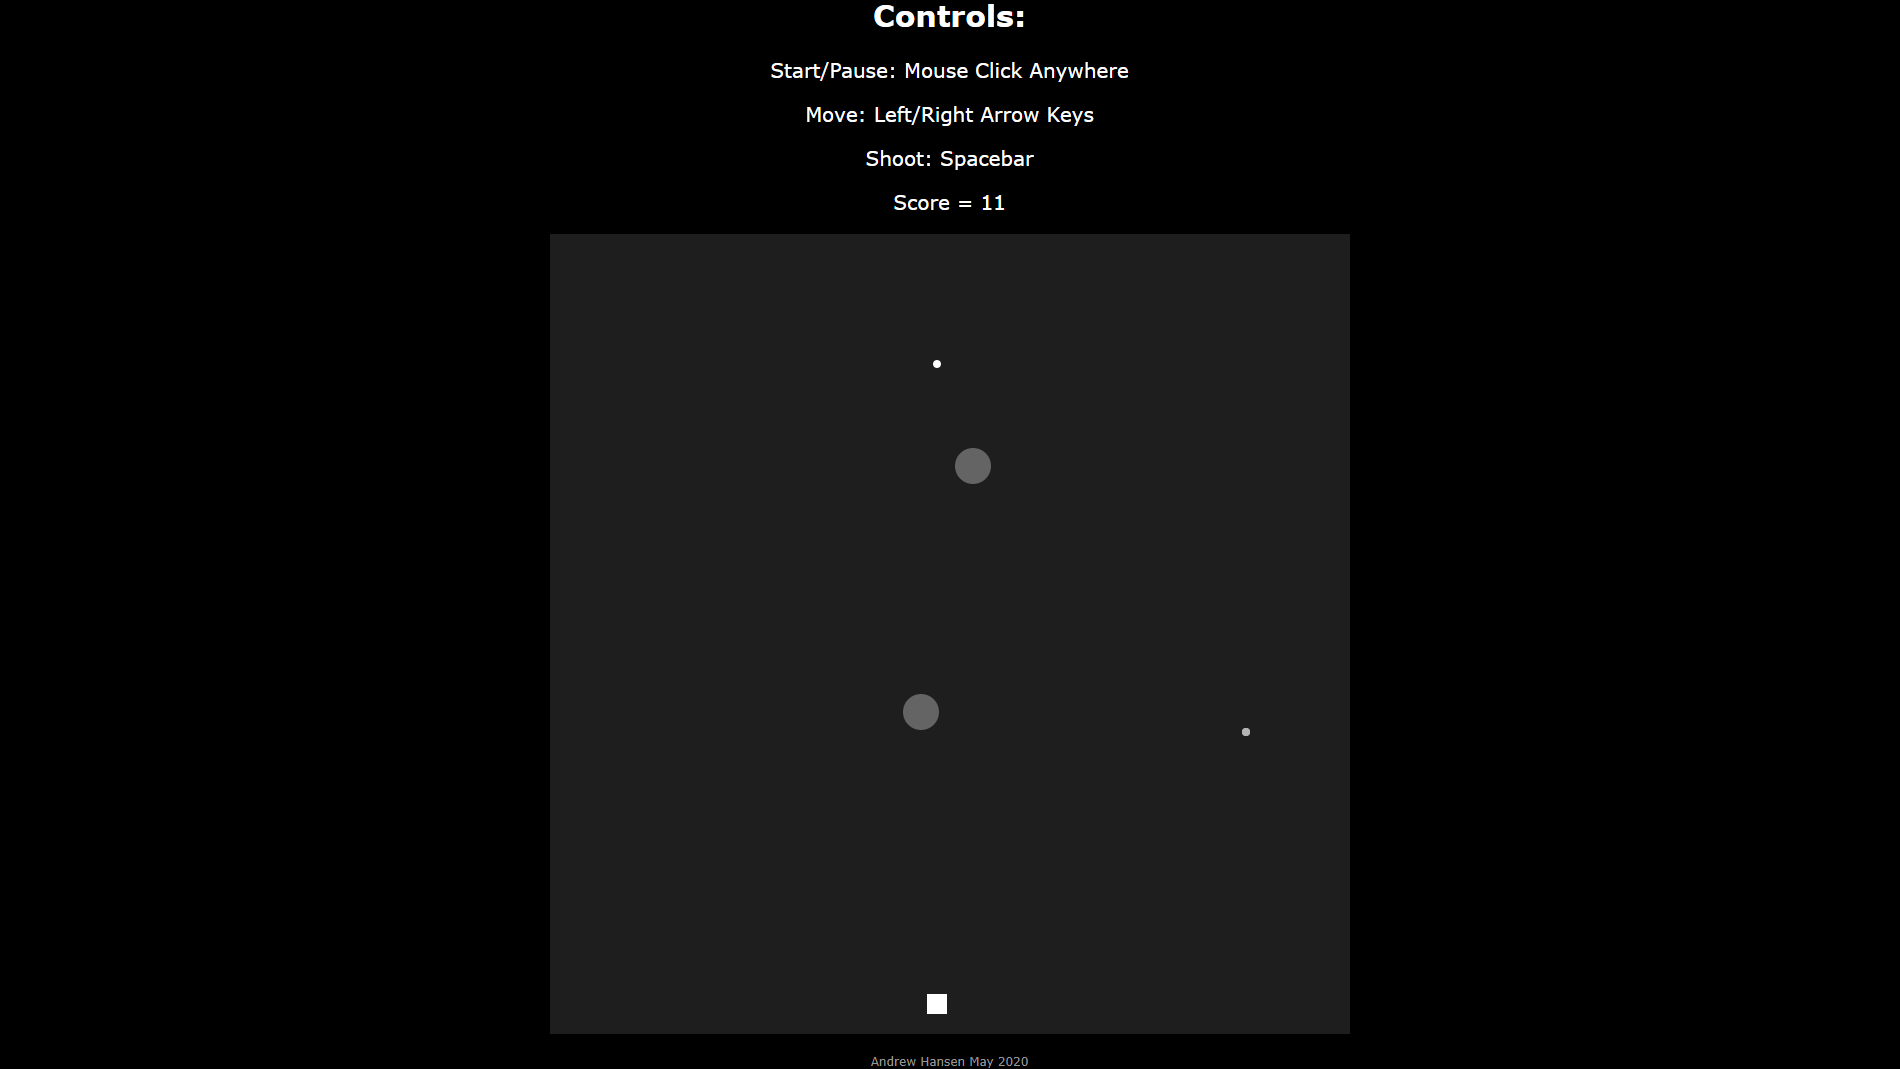 Controls:
Start/Pause: Mouse Click Anywhere
Move: Left/Right Arrow Keys
Shoot: Spacebar
Score = 11
Andrew Hansen May 2020